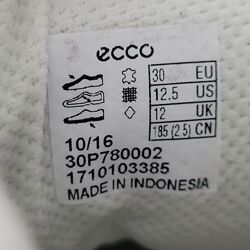 ecco
30 EU
12.5 US
12 UK
185 (2.5) CN
10/16
30P780002
1710103385
MADE IN INDONESIA